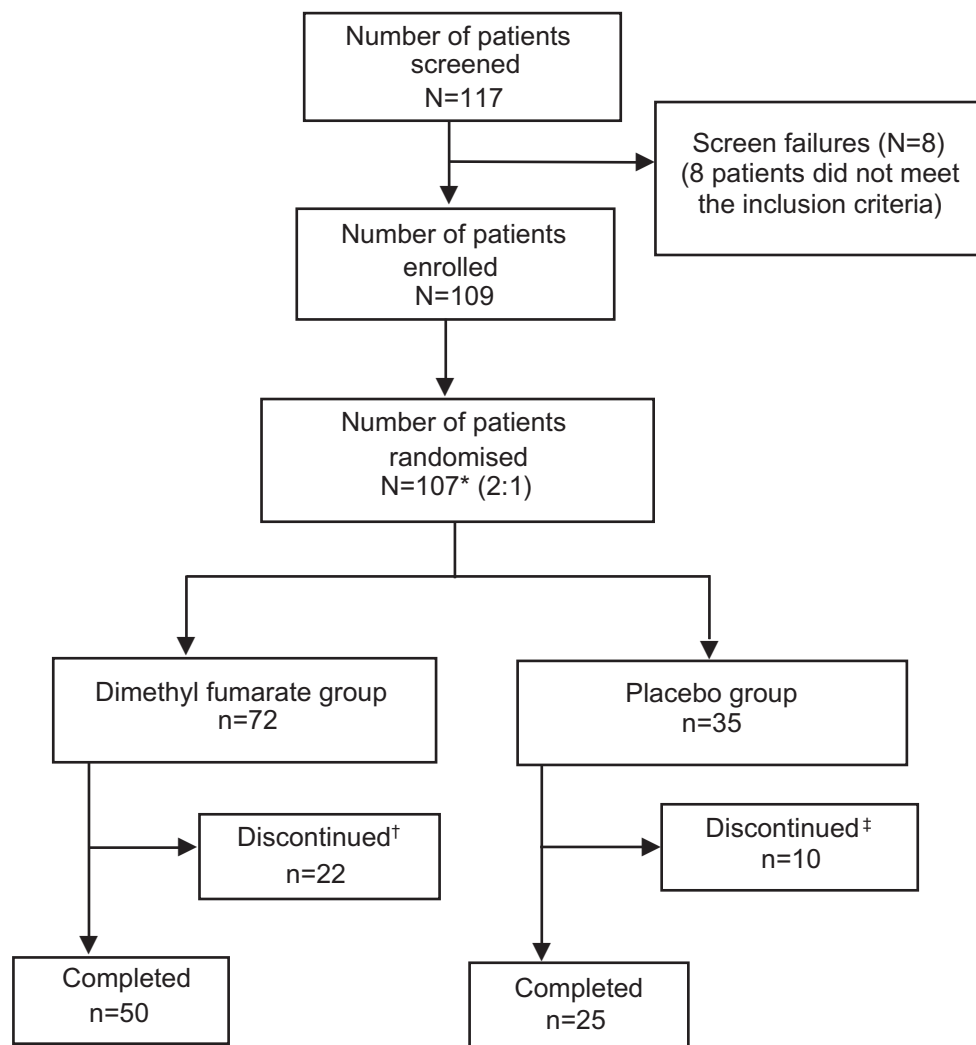 Number of patients
screened
N=117
Screen failures (N=8)
(8 patients did not meet
the inclusion criteria)
Number of patients
enrolled
N=109
Number of patients
randomised
N=107* (2:1)
Dimethyl fumarate group
n=72
Placebo group
n=35
Discontinued†
n=22
Discontinued‡
n=10
Completed
n=50
Completed
n=25